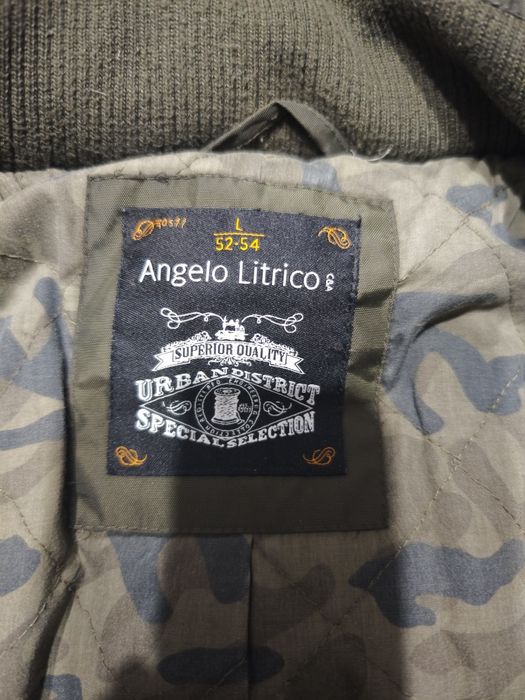 L
52-54
Angelo Litrico C&A
SUPERIOR QUALITY
URBAN DISTRICT
SPECIAL SELECTION